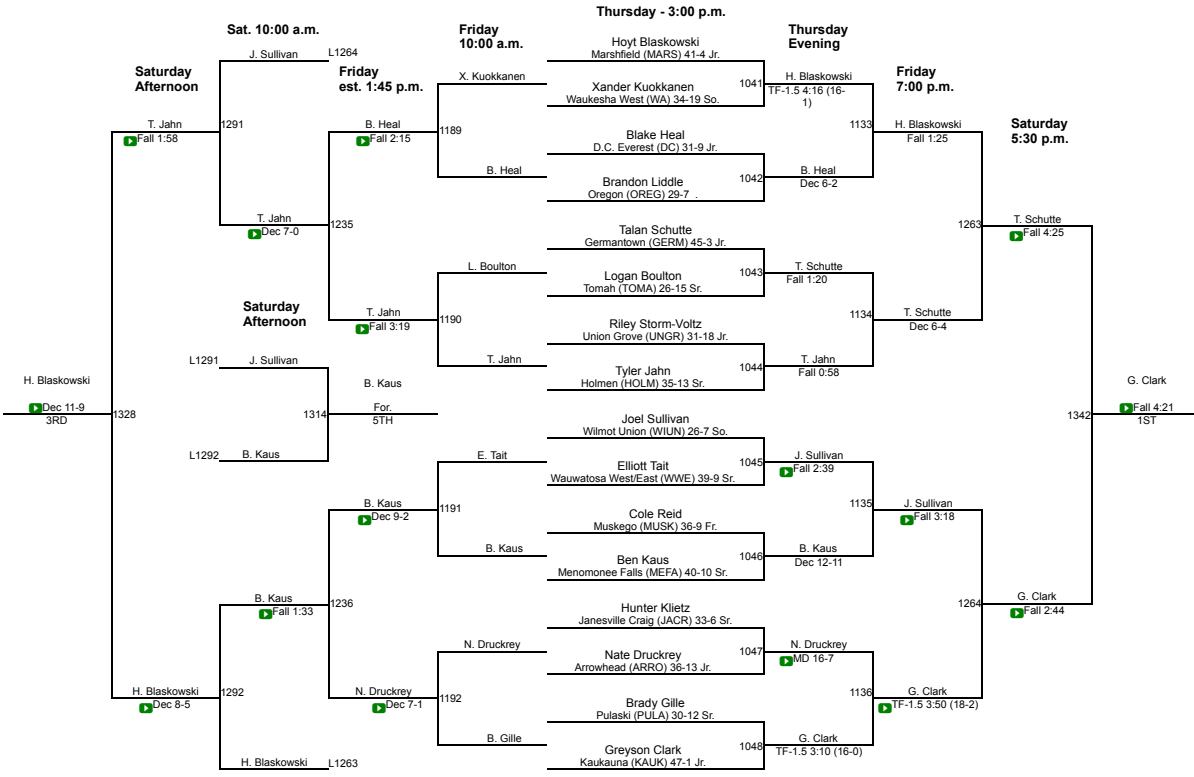 Thursday - 3:00 p.m.
Sat. 10:00 a.m.
Friday
10:00 a.m.
Thursday
Evening
Saturday
Afternoon
Friday
est. 1:45 p.m.
Friday
7:00 p.m.
Saturday
5:30 p.m.
Saturday
Afternoon
Hoyt Blaskowski
Marshfield (MARS) 41-4 Jr.
1041
Xander Kuokkanen
Waukesha West (WA) 34-19 So.
Blake Heal
D.C. Everest (DC) 31-9 Jr.
1042
Brandon Liddle
Oregon (OREG) 29-7 .
Talan Schutte
Germantown (GERM) 45-3 Jr.
1043
Logan Boulton
Tomah (TOMA) 26-15 Sr.
Riley Storm-Voltz
Union Grove (UNGR) 31-18 Jr.
1044
Tyler Jahn
Holmen (HOLM) 35-13 Sr.
Joel Sullivan
Wilmot Union (WIUN) 26-7 So.
1045
Elliott Tait
Wauwatosa West/East (WWE) 39-9 Sr.
Cole Reid
Muskego (MUSK) 36-9 Fr.
1046
Ben Kaus
Menomonee Falls (MEFA) 40-10 Sr.
Hunter Klietz
Janesville Craig (JACR) 33-6 Sr.
1047
Nate Druckrey
Arrowhead (ARRO) 36-13 Jr.
Brady Gille
Pulaski (PULA) 30-12 Sr.
1048
Greyson Clark
Kaukauna (KAUK) 47-1 Jr.
H. Blaskowski
TF-1.5 4:16 (16-
1)
1133
B. Heal
Dec 6-2
T. Schutte
Fall 1:20
1134
T. Jahn
Fall 0:58
J. Sullivan
Fall 2:39
1135
B. Kaus
Dec 12-11
N. Druckrey
MD 16-7
1136
G. Clark
TF-1.5 3:10 (16-0)
H. Blaskowski
Fall 1:25
1263
T. Schutte
Dec 6-4
J. Sullivan
Fall 3:18
1264
G. Clark
TF-1.5 3:50 (18-2)
T. Schutte
Fall 4:25
1342
G. Clark
Fall 2:44
G. Clark
Fall 4:21
1ST
X. Kuokkanen
1189
B. Heal
L. Boulton
1190
T. Jahn
E. Tait
1191
B. Kaus
N. Druckrey
1192
B. Gille
B. Heal
Fall 2:15
1235
T. Jahn
Fall 3:19
B. Kaus
Dec 9-2
1236
N. Druckrey
Dec 7-1
J. Sullivan
L1264
1291
T. Jahn
Dec 7-0
B. Kaus
Fall 1:33
1292
H. Blaskowski
L1263
T. Jahn
Fall 1:58
1328
H. Blaskowski
Dec 8-5
H. Blaskowski
Dec 11-9
3RD
L1291
J. Sullivan
1314
L1292
B. Kaus
B. Kaus
For.
5TH